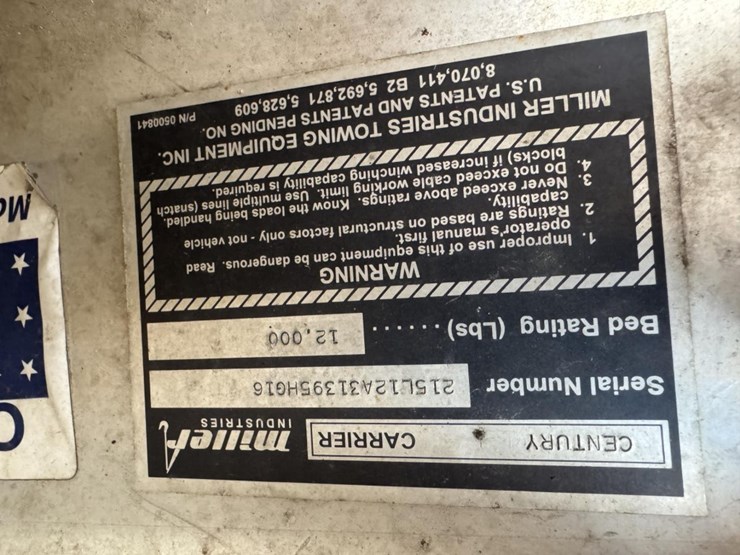 CENTURY CARRIER
miller
INDUSTRIES
Serial Number 215L12A31395HG16
Bed Rating (Lbs) ...... 12,000
WARNING
1. Improper use of this equipment can be dangerous. Read
operator's manual first.
2. Ratings are based on structural factors only - not vehicle
capability.
3. Never exceed above ratings. Know the loads being handled.
4. Do not exceed cable working limit. Use multiple lines (snatch
blocks) if increased winching capability is required.
MILLER INDUSTRIES TOWING EQUIPMENT INC.
U.S. PATENTS AND PATENTS PENDING NO.
8,070,411 B2 5,692,871 5,628,609
P/N 0500841